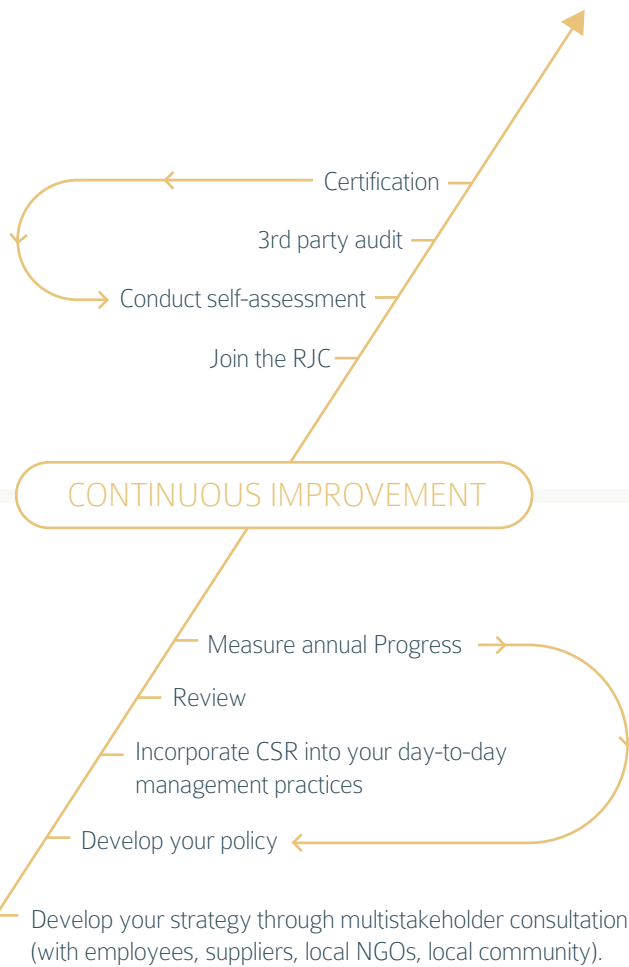 Certification
3rd party audit
Conduct self-assessment
Join the RJC
CONTINUOUS IMPROVEMENT
Measure annual Progress
Review
Incorporate CSR into your day-to-day
management practices
Develop your policy
Develop your strategy through multistakeholder consultation
(with employees, suppliers, local NGOs, local community).